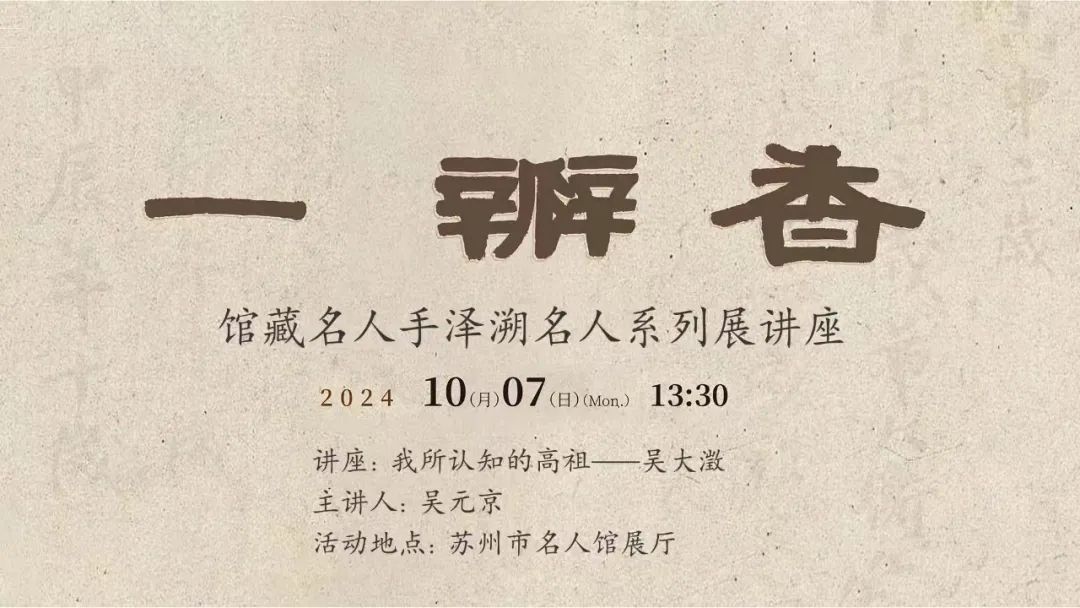 一瓣香
馆藏名人手泽溯名人系列展讲座
2024 10(月)07(日)(Mon.) 13:30
讲座：我所认知的高祖——吴大澂
主讲人：吴元京
活动地点：苏州市名人馆展厅